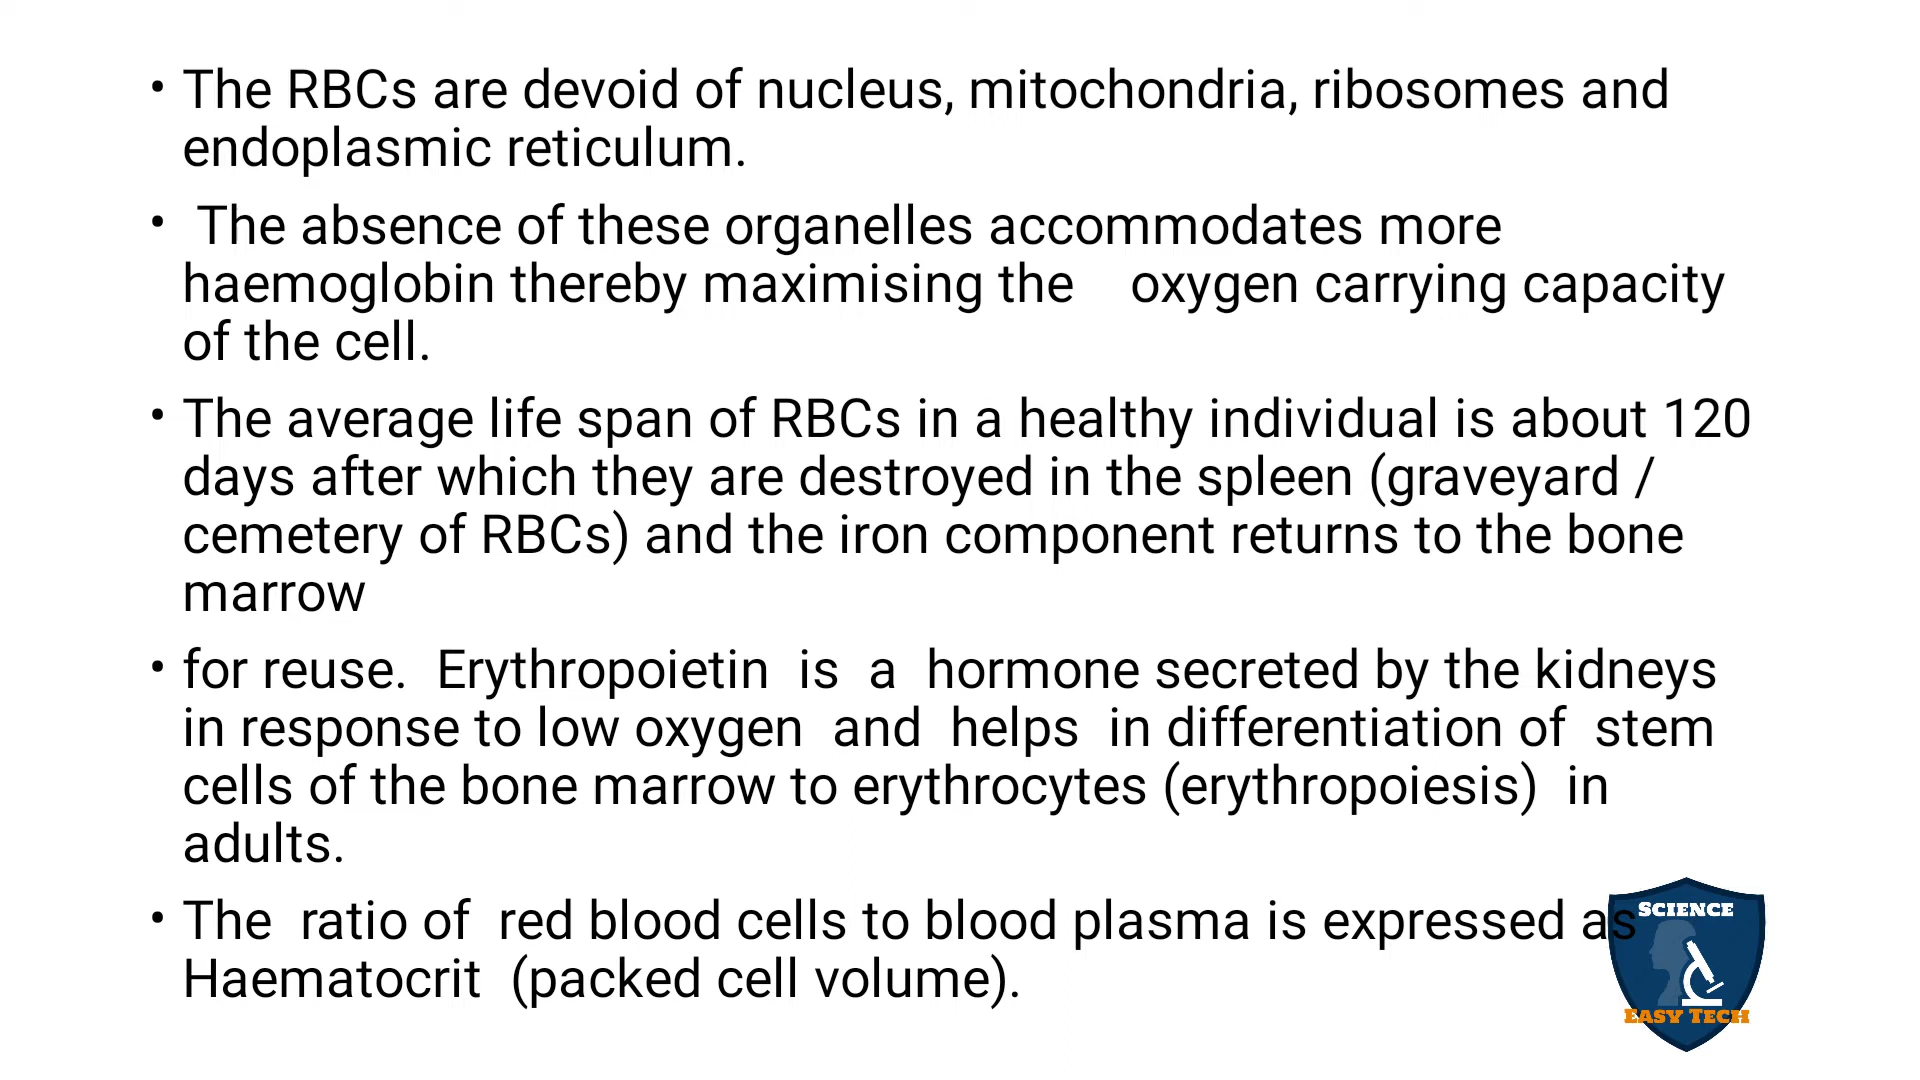 • The RBCs are devoid of nucleus, mitochondria, ribosomes and
endoplasmic reticulum.
• The absence of these organelles accommodates more
haemoglobin thereby maximising the oxygen carrying capacity
of the cell.
• The average life span of RBCs in a healthy individual is about 120
days after which they are destroyed in the spleen (graveyard /
cemetery of RBCs) and the iron component returns to the bone
marrow
• for reuse. Erythropoietin is a hormone secreted by the kidneys
in response to low oxygen and helps in differentiation of stem
cells of the bone marrow to erythrocytes (erythropoiesis) in
adults.
• The ratio of red blood cells to blood plasma is expressed as
Haematocrit (packed cell volume).
SCIENCE
EASY TECH